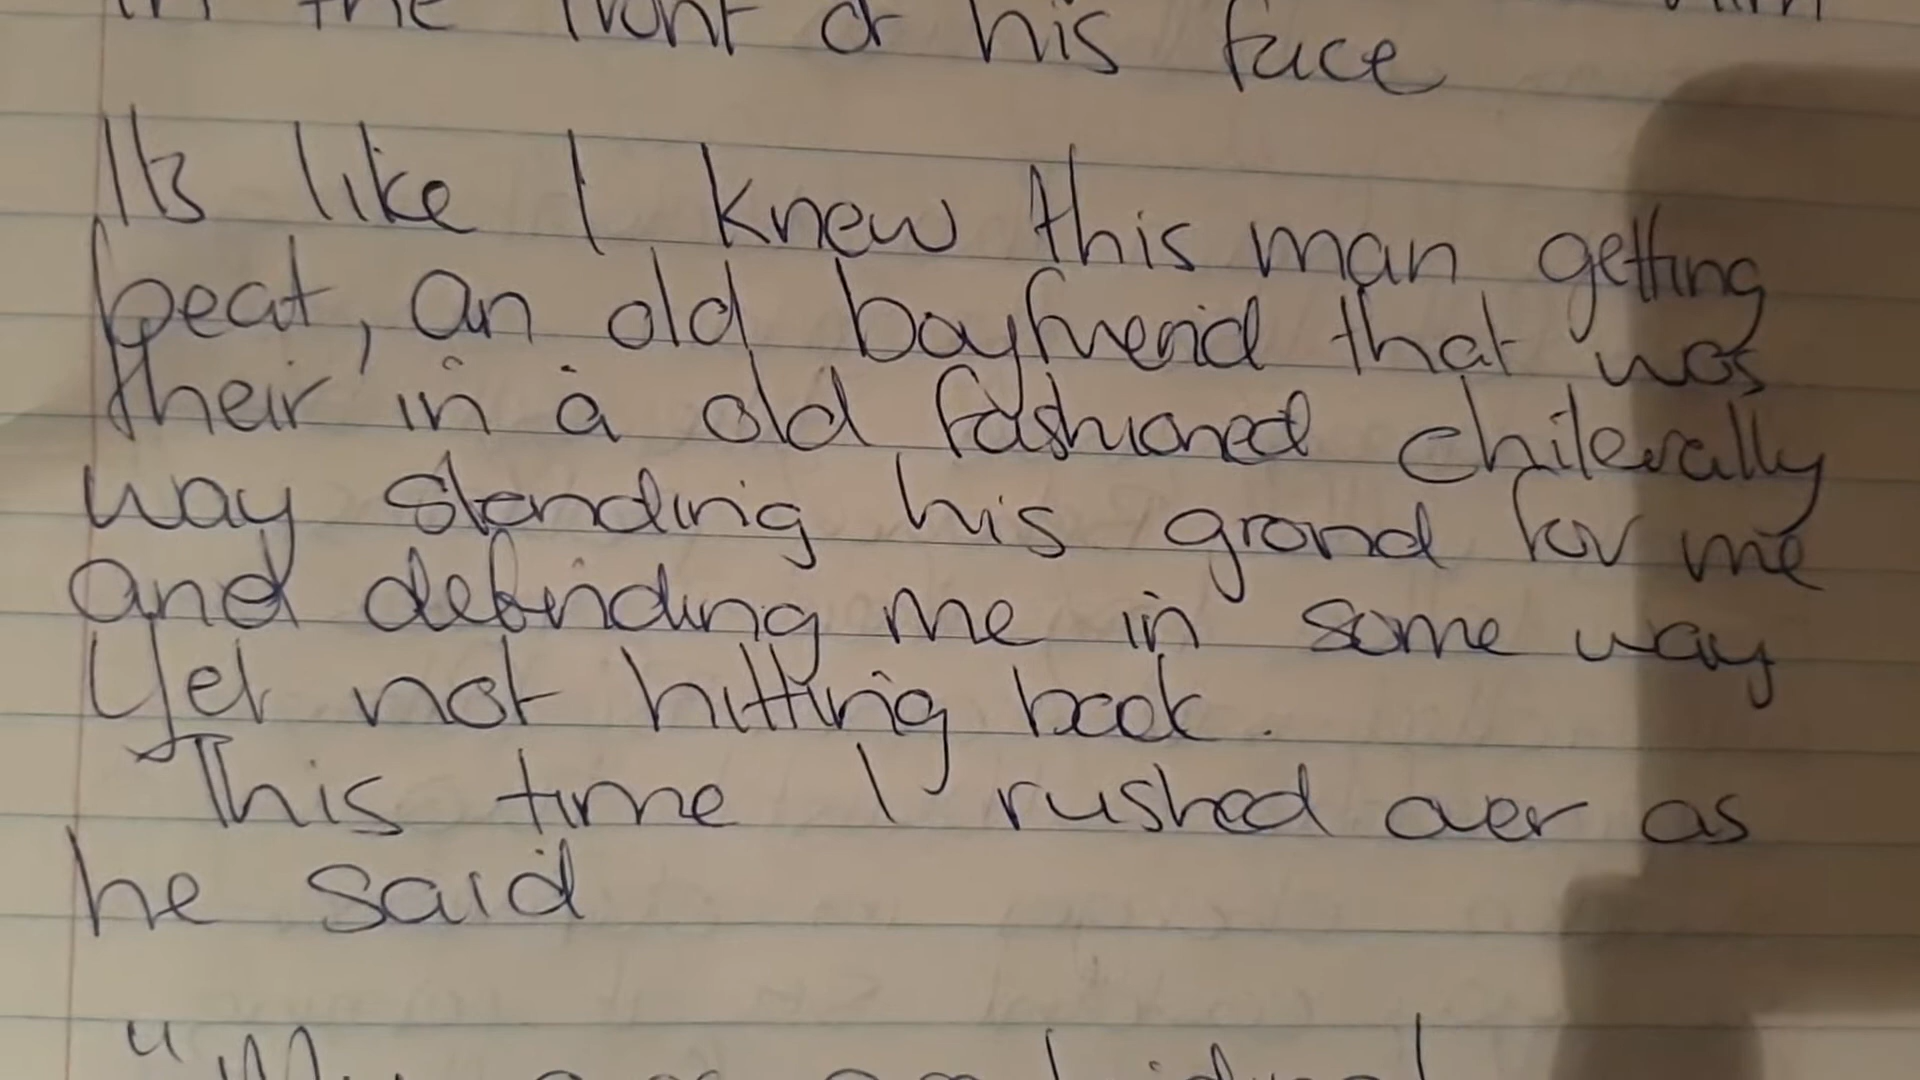 in the front of his face
Its like I knew this man getting
beat, an old boyfriend that was
their in a old fashioned chilevally
way standing his grond for me
and defending me in some way
Yet not hitting back.
This time I rushed over as
he said